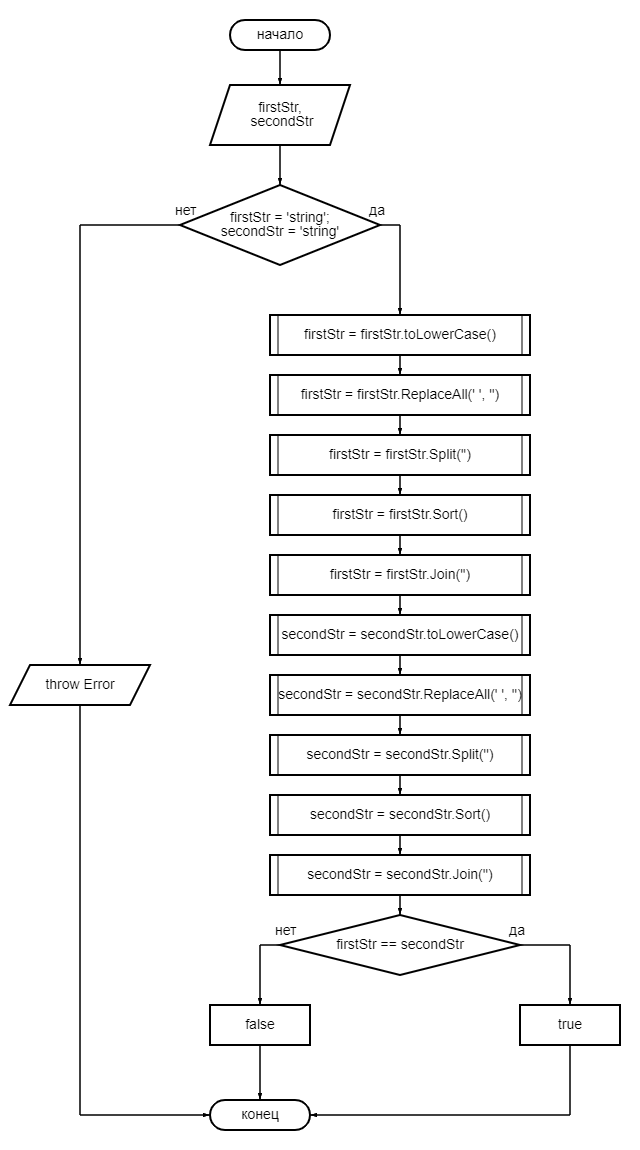 начало
firstStr,
secondStr
нет
да
firstStr = 'string';
secondStr = 'string'
firstStr = firstStr.toLowerCase()
firstStr = firstStr.ReplaceAll(' ', '')
firstStr = firstStr.Split('')
firstStr = firstStr.Sort()
firstStr = firstStr.Join('')
secondStr = secondStr.toLowerCase()
throw Error
secondStr = secondStr.ReplaceAll(' ', '')
secondStr = secondStr.Split('')
secondStr = secondStr.Sort()
secondStr = secondStr.Join('')
нет
да
firstStr == secondStr
false
true
конец